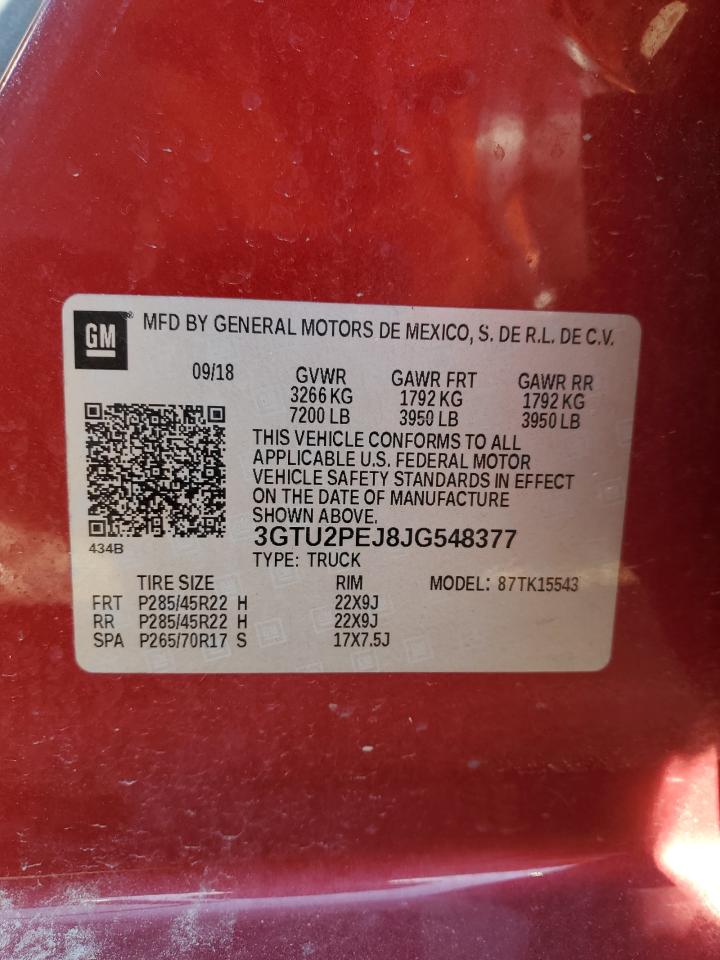 GM
MFD BY GENERAL MOTORS DE MEXICO, S. DE R.L. DE C.V.
09/18 GVWR GAWR FRT GAWR RR
3266 KG 1792 KG 1792 KG
7200 LB 3950 LB 3950 LB
THIS VEHICLE CONFORMS TO ALL
APPLICABLE U.S. FEDERAL MOTOR
VEHICLE SAFETY STANDARDS IN EFFECT
ON THE DATE OF MANUFACTURE
SHOWN ABOVE.
434B
3GTU2PEJ8JG548377
TYPE: TRUCK
TIRE SIZE RIM MODEL: 87TK15543
FRT P285/45R22 H 22X9J
RR P285/45R22 H 22X9J
SPA P265/70R17 S 17X7.5J